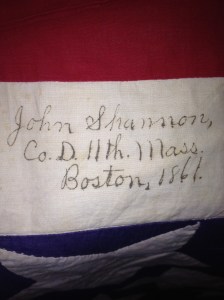 John Shannon,
Co. D. 11th. Mass.
Boston, 1861.